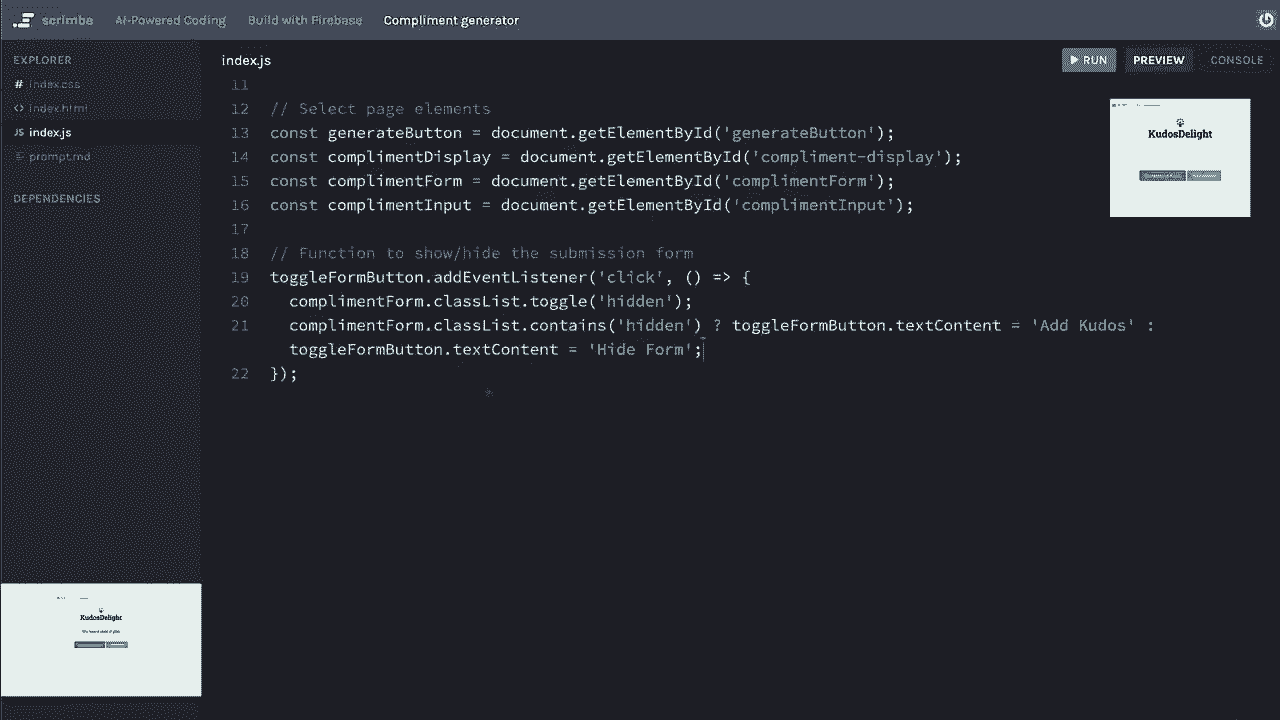 scrimba AI-Powered Coding Build with Firebase Compliment generator
EXPLORER
# index.css
<> index.html
JS index.js
prompt.md
DEPENDENCIES
index.js
RUN PREVIEW CONSOLE
11
12 // Select page elements
13 const generateButton = document.getElementById('generateButton');
14 const complimentDisplay = document.getElementById('compliment-display');
15 const complimentForm = document.getElementById('complimentForm');
16 const complimentInput = document.getElementById('complimentInput');
17
18 // Function to show/hide the submission form
19 toggleFormButton.addEventListener('click', () => {
20 complimentForm.classList.toggle('hidden');
21 complimentForm.classList.contains('hidden') ? toggleFormButton.textContent = 'Add Kudos' :
toggleFormButton.textContent = 'Hide Form';
22 });
KudosDelight
KudosDelight